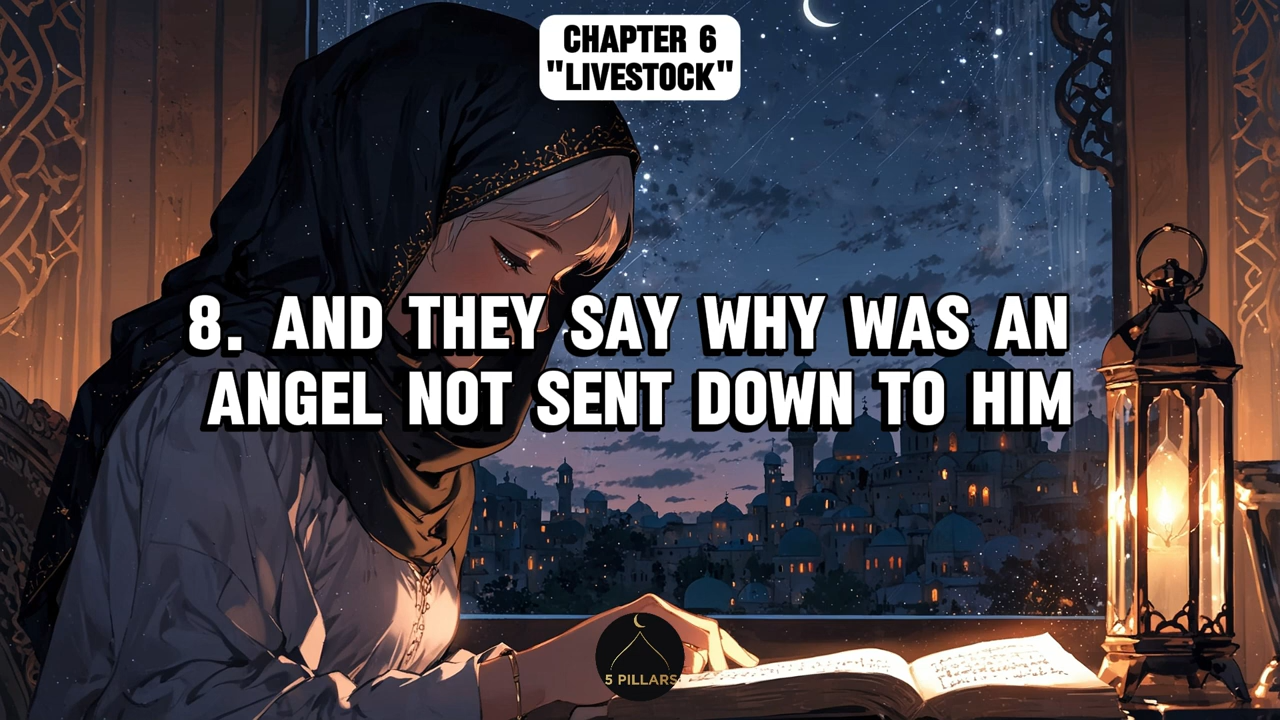 CHAPTER 6
"LIVESTOCK"
8. AND THEY SAY WHY WAS AN
ANGEL NOT SENT DOWN TO HIM
5 PILLARS